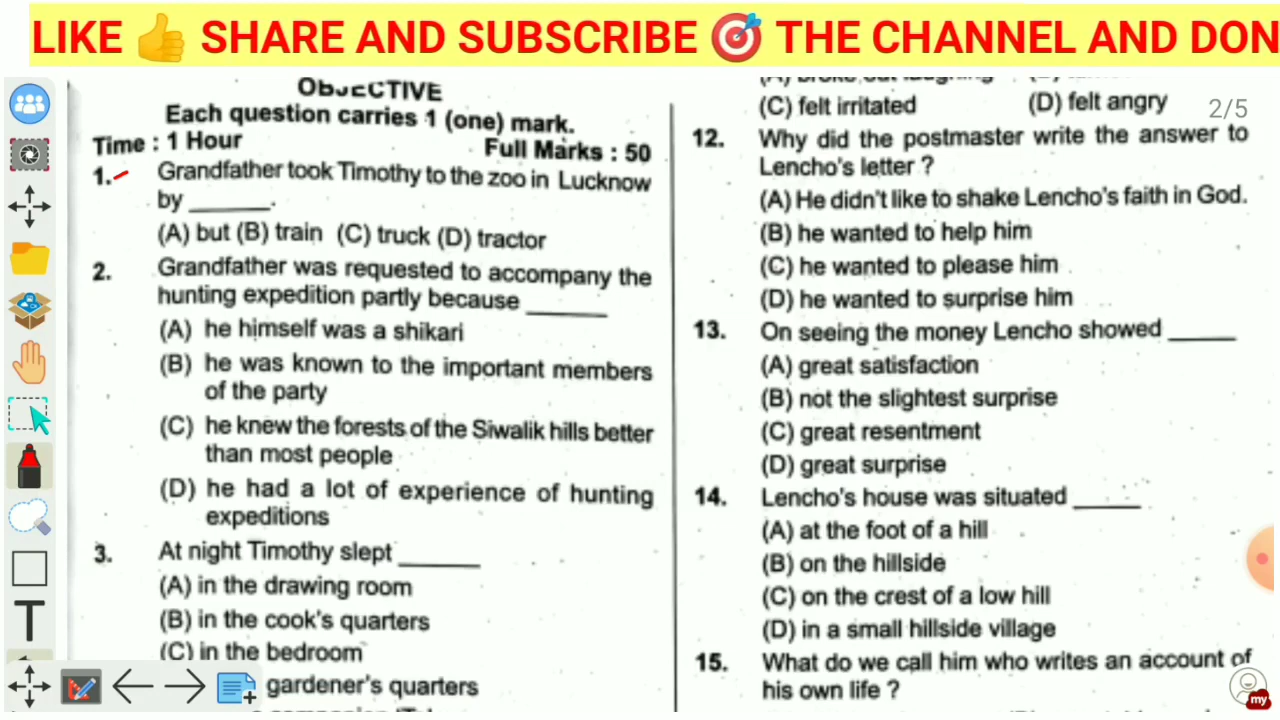 LIKE 👍 SHARE AND SUBSCRIBE 🎯 THE CHANNEL AND DON
OBJECTIVE
Each question carries 1 (one) mark.
Time : 1 Hour Full Marks : 50
1. Grandfather took Timothy to the zoo in Lucknow
by ______.
(A) but (B) train (C) truck (D) tractor
2. Grandfather was requested to accompany the
hunting expedition partly because ______
(A) he himself was a shikari
(B) he was known to the important members
of the party
(C) he knew the forests of the Siwalik hills better
than most people
(D) he had a lot of experience of hunting
expeditions
3. At night Timothy slept ______
(A) in the drawing room
(B) in the cook's quarters
(C) in the bedroom
gardener's quarters
(C) felt irritated (D) felt angry
2/5
12. Why did the postmaster write the answer to
Lencho's letter ?
(A) He didn't like to shake Lencho's faith in God.
(B) he wanted to help him
(C) he wanted to please him
(D) he wanted to surprise him
13. On seeing the money Lencho showed ______
(A) great satisfaction
(B) not the slightest surprise
(C) great resentment
(D) great surprise
14. Lencho's house was situated ______
(A) at the foot of a hill
(B) on the hillside
(C) on the crest of a low hill
(D) in a small hillside village
15. What do we call him who writes an account of
his own life ?
T
my